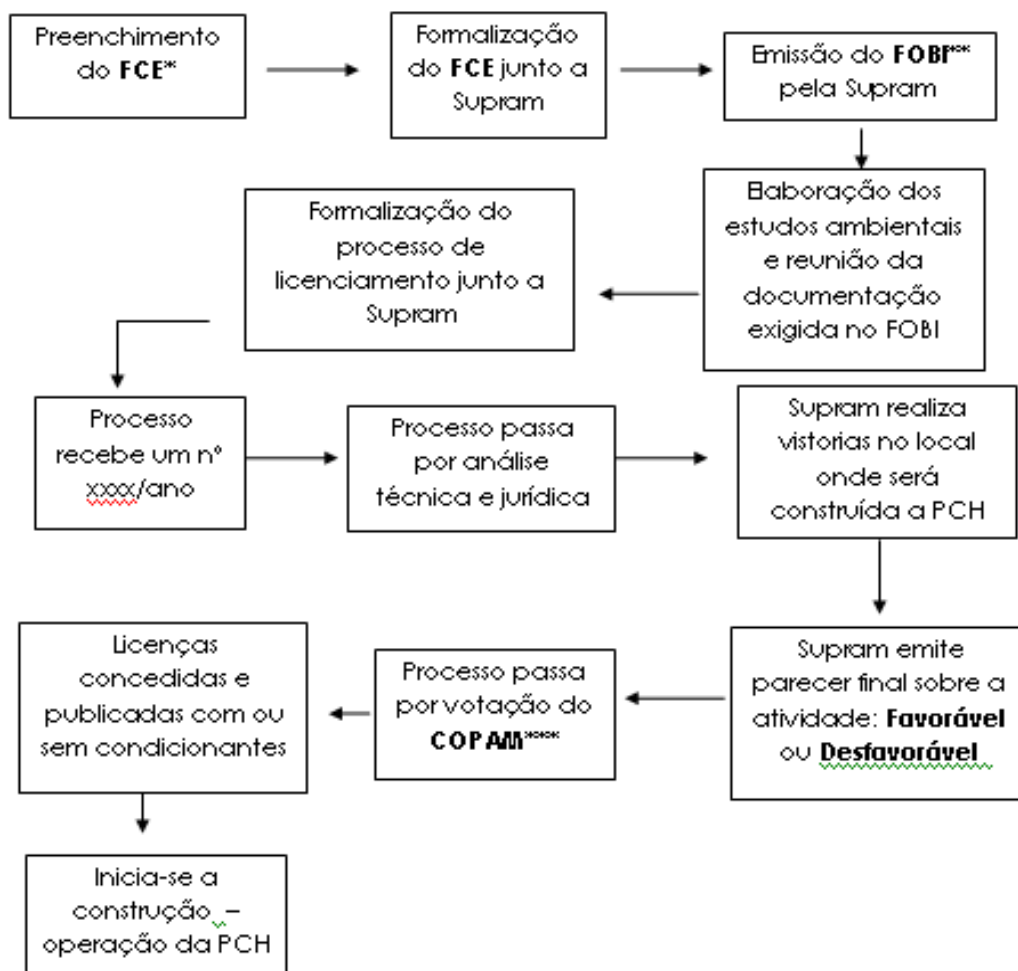 Preenchimento
do FCE*
Formalização
do FCE junto a
Supram
Emissão do FOBI***
pela Supram
Elaboração dos
estudos ambientais
e reunião da
documentação
exigida no FOBI
Formalização do
processo de
licenciamento junto a
Supram
Processo
recebe um nº
xxxx/ano
Processo passa
por análise
técnica e jurídica
Supram realiza
vistorias no local
onde será
construída a PCH
Supram emite
parecer final sobre a
atividade: Favorável
ou Desfavorável
Processo passa
por votação do
COPAM****
Licenças
concedidas e
publicadas com ou
sem condicionantes
Inicia-se a
construção –
operação da PCH